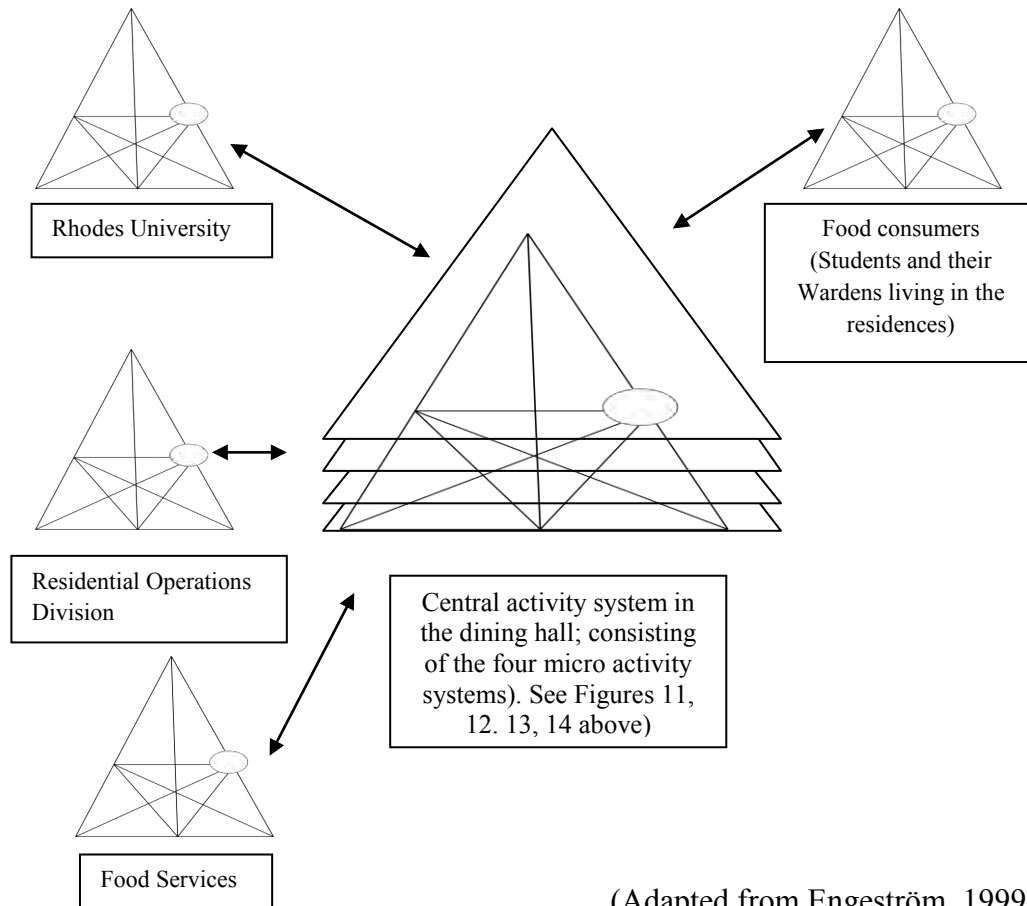 Rhodes University
Food consumers
(Students and their
Wardens living in the
residences)
Residential Operations
Division
Central activity system in
the dining hall; consisting
of the four micro activity
systems). See Figures 11,
12. 13, 14 above)
Food Services
(Adapted from Engeström, 1999